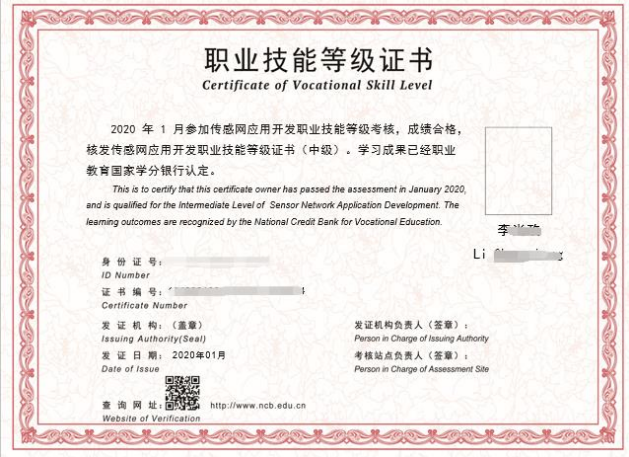 职业技能等级证书
Certificate of Vocational Skill Level
2020 年 1 月参加传感网应用开发职业技能等级考核，成绩合格，
核发传感网应用开发职业技能等级证书（中级）。学习成果已经职业
教育国家学分银行认定。
This is to certify that this certificate owner has passed the assessment in January 2020,
and is qualified for the Intermediate Level of Sensor Network Application Development. The
learning outcomes are recognized by the National Credit Bank for Vocational Education.
李
Li
身 份 证 号：
ID Number
证 书 编 号：
Certificate Number
发 证 机 构：（盖章）
Issuing Authority(Seal)
发证机构负责人（签章）：
Person in Charge of Issuing Authority
发 证 日 期： 2020年01月
Date of Issue
考核站点负责人（签章）：
Person in Charge of Assessment Site
查 询 网 址： http://www.ncb.edu.cn
Website of Verification